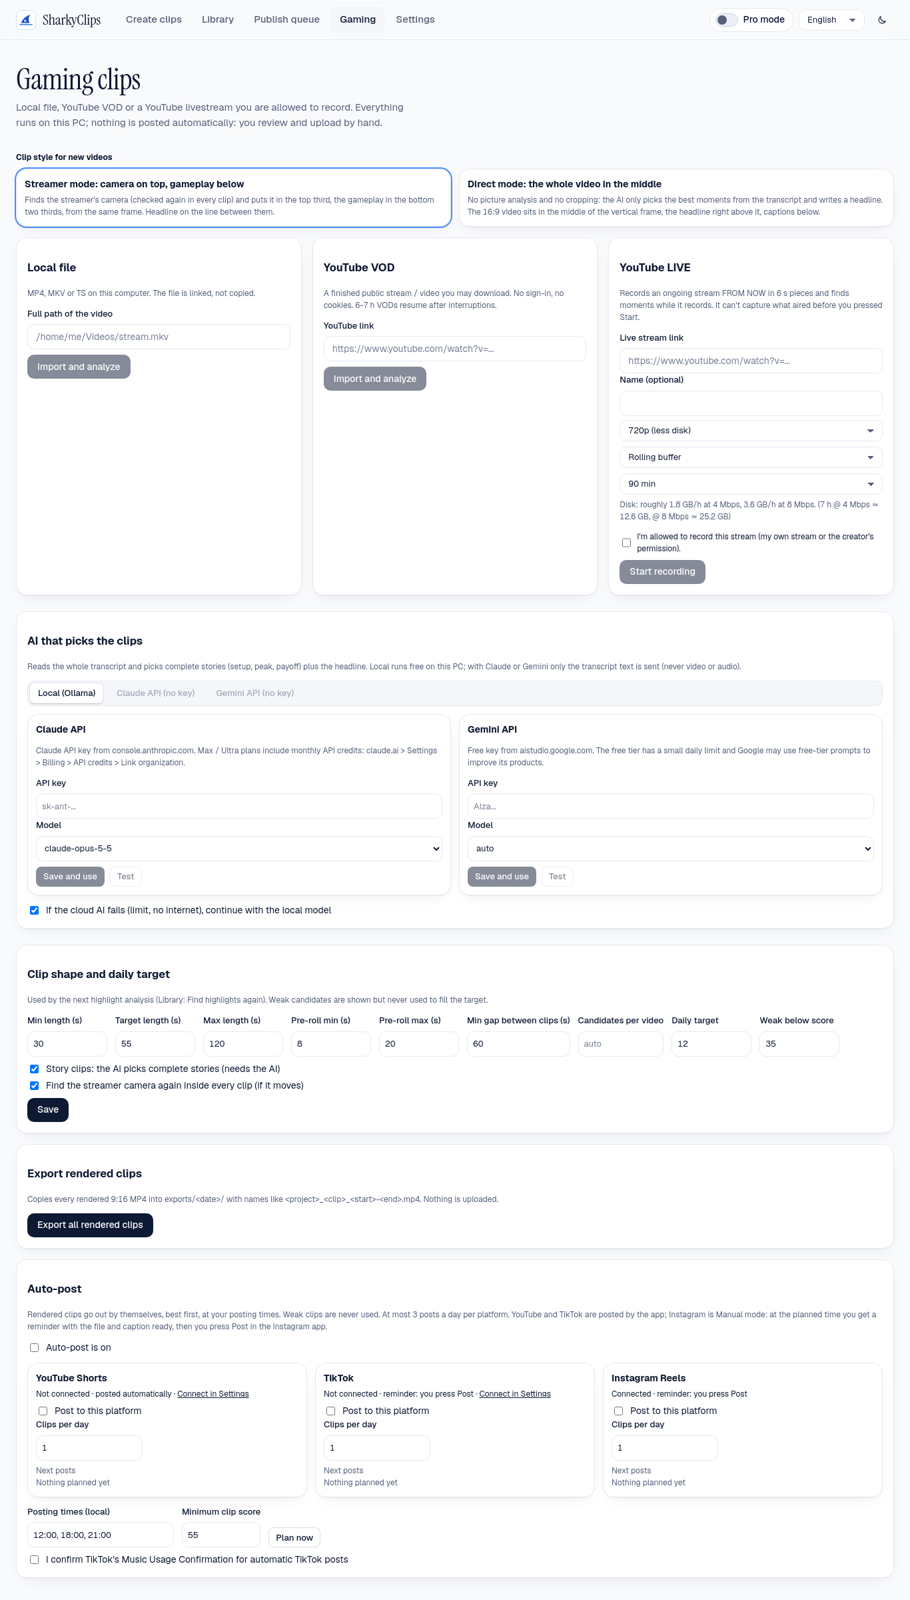 SharkyClips
Create clips
Library
Publish queue
Gaming
Settings
Pro mode
English
Gaming clips
Local file, YouTube VOD or a YouTube livestream you are allowed to record. Everything
runs on this PC; nothing is posted automatically: you review and upload by hand.
Clip style for new videos
Streamer mode: camera on top, gameplay below
Finds the streamer's camera (checked again in every clip) and puts it in the top third, the gameplay in the bottom
two thirds, from the same frame. Headline on the line between them.
Direct mode: the whole video in the middle
No picture analysis and no cropping: the AI only picks the best moments from the transcript and writes a headline.
The 16:9 video sits in the middle of the vertical frame, the headline right above it, captions below.
Local file
MP4, MKV or TS on this computer. The file is linked, not copied.
Full path of the video
/home/me/Videos/stream.mkv
Import and analyze
YouTube VOD
A finished public stream / video you may download. No sign-in, no
cookies. 6-7 h VODs resume after interruptions.
YouTube link
https://www.youtube.com/watch?v=...
Import and analyze
YouTube LIVE
Records an ongoing stream FROM NOW in 6 s pieces and finds
moments while it records. It can't capture what aired before you pressed
Start.
Live stream link
https://www.youtube.com/watch?v=...
Name (optional)
720p (less disk)
Rolling buffer
90 min
Disk: roughly 1.8 GB/h at 4 Mbps, 3.6 GB/h at 8 Mbps. (7 h @ 4 Mbps ≈
12.6 GB, @ 8 Mbps ≈ 25.2 GB)
I'm allowed to record this stream (my own stream or the creator's
permission).
Start recording
AI that picks the clips
Reads the whole transcript and picks complete stories (setup, peak, payoff) plus the headline. Local runs free on this PC; with Claude or Gemini only the transcript text is sent (never video or audio).
Local (Ollama)
Claude API (no key)
Gemini API (no key)
Claude API
Claude API key from console.anthropic.com. Max / Ultra plans include monthly API credits: claude.ai > Settings
> Billing > API credits > Link organization.
API key
sk-ant-...
Model
claude-opus-5-5
Save and use
Test
Gemini API
Free key from aistudio.google.com. The free tier has a small daily limit and Google may use free-tier prompts to
improve its products.
API key
AIza...
Model
auto
Save and use
Test
If the cloud AI fails (limit, no internet), continue with the local model
Clip shape and daily target
Used by the next highlight analysis (Library: Find highlights again). Weak candidates are shown but never used to fill the target.
Min length (s)
30
Target length (s)
55
Max length (s)
120
Pre-roll min (s)
8
Pre-roll max (s)
20
Min gap between clips (s)
60
Candidates per video
auto
Daily target
12
Weak below score
35
Story clips: the AI picks complete stories (needs the AI)
Find the streamer camera again inside every clip (if it moves)
Save
Export rendered clips
Copies every rendered 9:16 MP4 into exports/<date>/ with names like <project>_<clip>_<start>-<end>.mp4. Nothing is uploaded.
Export all rendered clips
Auto-post
Rendered clips go out by themselves, best first, at your posting times. Weak clips are never used. At most 3 posts a day per platform. YouTube and TikTok are posted by the app; Instagram is Manual mode: at the planned time you get a
reminder with the file and caption ready, then you press Post in the Instagram app.
Auto-post is on
YouTube Shorts
Not connected · posted automatically · Connect in Settings
Post to this platform
Clips per day
1
Next posts
Nothing planned yet
TikTok
Not connected · reminder: you press Post · Connect in Settings
Post to this platform
Clips per day
1
Next posts
Nothing planned yet
Instagram Reels
Connected · reminder: you press Post
Post to this platform
Clips per day
1
Next posts
Nothing planned yet
Posting times (local)
12:00, 18:00, 21:00
Minimum clip score
55
Plan now
I confirm TikTok's Music Usage Confirmation for automatic TikTok posts